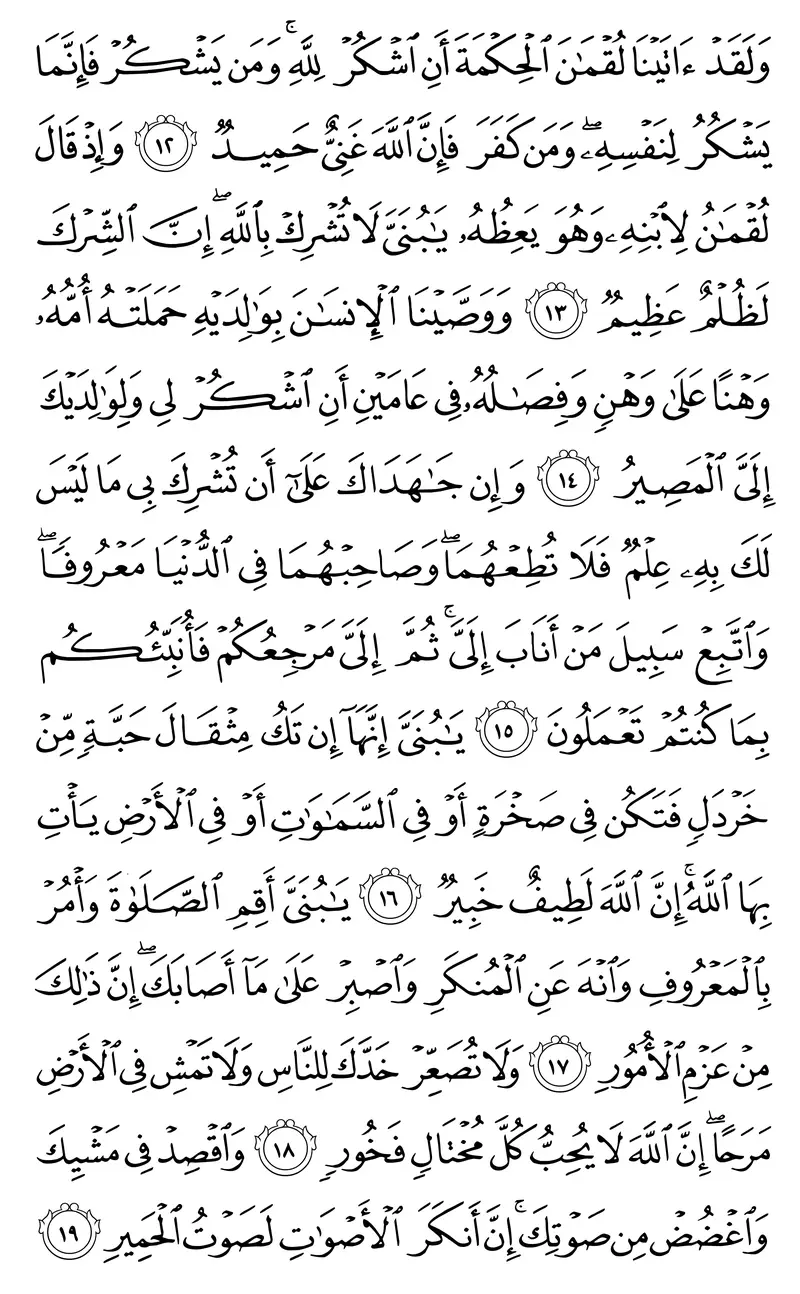 وَلَقَدۡ ءَاتَيۡنَا لُقۡمَٰنَ ٱلۡحِكۡمَةَ أَنِ ٱشۡكُرۡ لِلَّهِۚ وَمَن يَشۡكُرۡ فَإِنَّمَا
يَشۡكُرُ لِنَفۡسِهِۦۖ وَمَن كَفَرَ فَإِنَّ ٱللَّهَ غَنِيٌّ حَمِيدٞ ١٢ وَإِذۡ قَالَ
لُقۡمَٰنُ لِٱبۡنِهِۦ وَهُوَ يَعِظُهُۥ يَٰبُنَيَّ لَا تُشۡرِكۡ بِٱللَّهِۖ إِنَّ ٱلشِّرۡكَ
لَظُلۡمٌ عَظِيمٞ ١٣ وَوَصَّيۡنَا ٱلۡإِنسَٰنَ بِوَٰلِدَيۡهِ حَمَلَتۡهُ أُمُّهُۥ
وَهۡنًا عَلَىٰ وَهۡنٖ وَفِصَٰلُهُۥ فِي عَامَيۡنِ أَنِ ٱشۡكُرۡ لِي وَلِوَٰلِدَيۡكَ
إِلَيَّ ٱلۡمَصِيرُ ١٤ وَإِن جَٰهَدَاكَ عَلَىٰٓ أَن تُشۡرِكَ بِي مَا لَيۡسَ
لَكَ بِهِۦ عِلۡمٞ فَلَا تُطِعۡهُمَاۖ وَصَاحِبۡهُمَا فِي ٱلدُّنۡيَا مَعۡرُوفٗاۖ
وَٱتَّبِعۡ سَبِيلَ مَنۡ أَنَابَ إِلَيَّۚ ثُمَّ إِلَيَّ مَرۡجِعُكُمۡ فَأُنَبِّئُكُم
بِمَا كُنتُمۡ تَعۡمَلُونَ ١٥ يَٰبُنَيَّ إِنَّهَآ إِن تَكُ مِثۡقَالَ حَبَّةٖ مِّنۡ
خَرۡدَلٖ فَتَكُن فِي صَخۡرَةٍ أَوۡ فِي ٱلسَّمَٰوَٰتِ أَوۡ فِي ٱلۡأَرۡضِ يَأۡتِ
بِهَا ٱللَّهُۚ إِنَّ ٱللَّهَ لَطِيفٌ خَبِيرٞ ١٦ يَٰبُنَيَّ أَقِمِ ٱلصَّلَوٰةَ وَأۡمُرۡ
بِٱلۡمَعۡرُوفِ وَٱنۡهَ عَنِ ٱلۡمُنكَرِ وَٱصۡبِرۡ عَلَىٰ مَآ أَصَابَكَۖ إِنَّ ذَٰلِكَ
مِنۡ عَزۡمِ ٱلۡأُمُورِ ١٧ وَلَا تُصَعِّرۡ خَدَّكَ لِلنَّاسِ وَلَا تَمۡشِ فِي ٱلۡأَرۡضِ
مَرَحًاۖ إِنَّ ٱللَّهَ لَا يُحِبُّ كُلَّ مُخۡتَالٖ فَخُورٖ ١٨ وَٱقۡصِدۡ فِي مَشۡيِكَ
وَٱغۡضُضۡ مِن صَوۡتِكَۚ إِنَّ أَنكَرَ ٱلۡأَصۡوَٰتِ لَصَوۡتُ ٱلۡحَمِيرِ ١٩